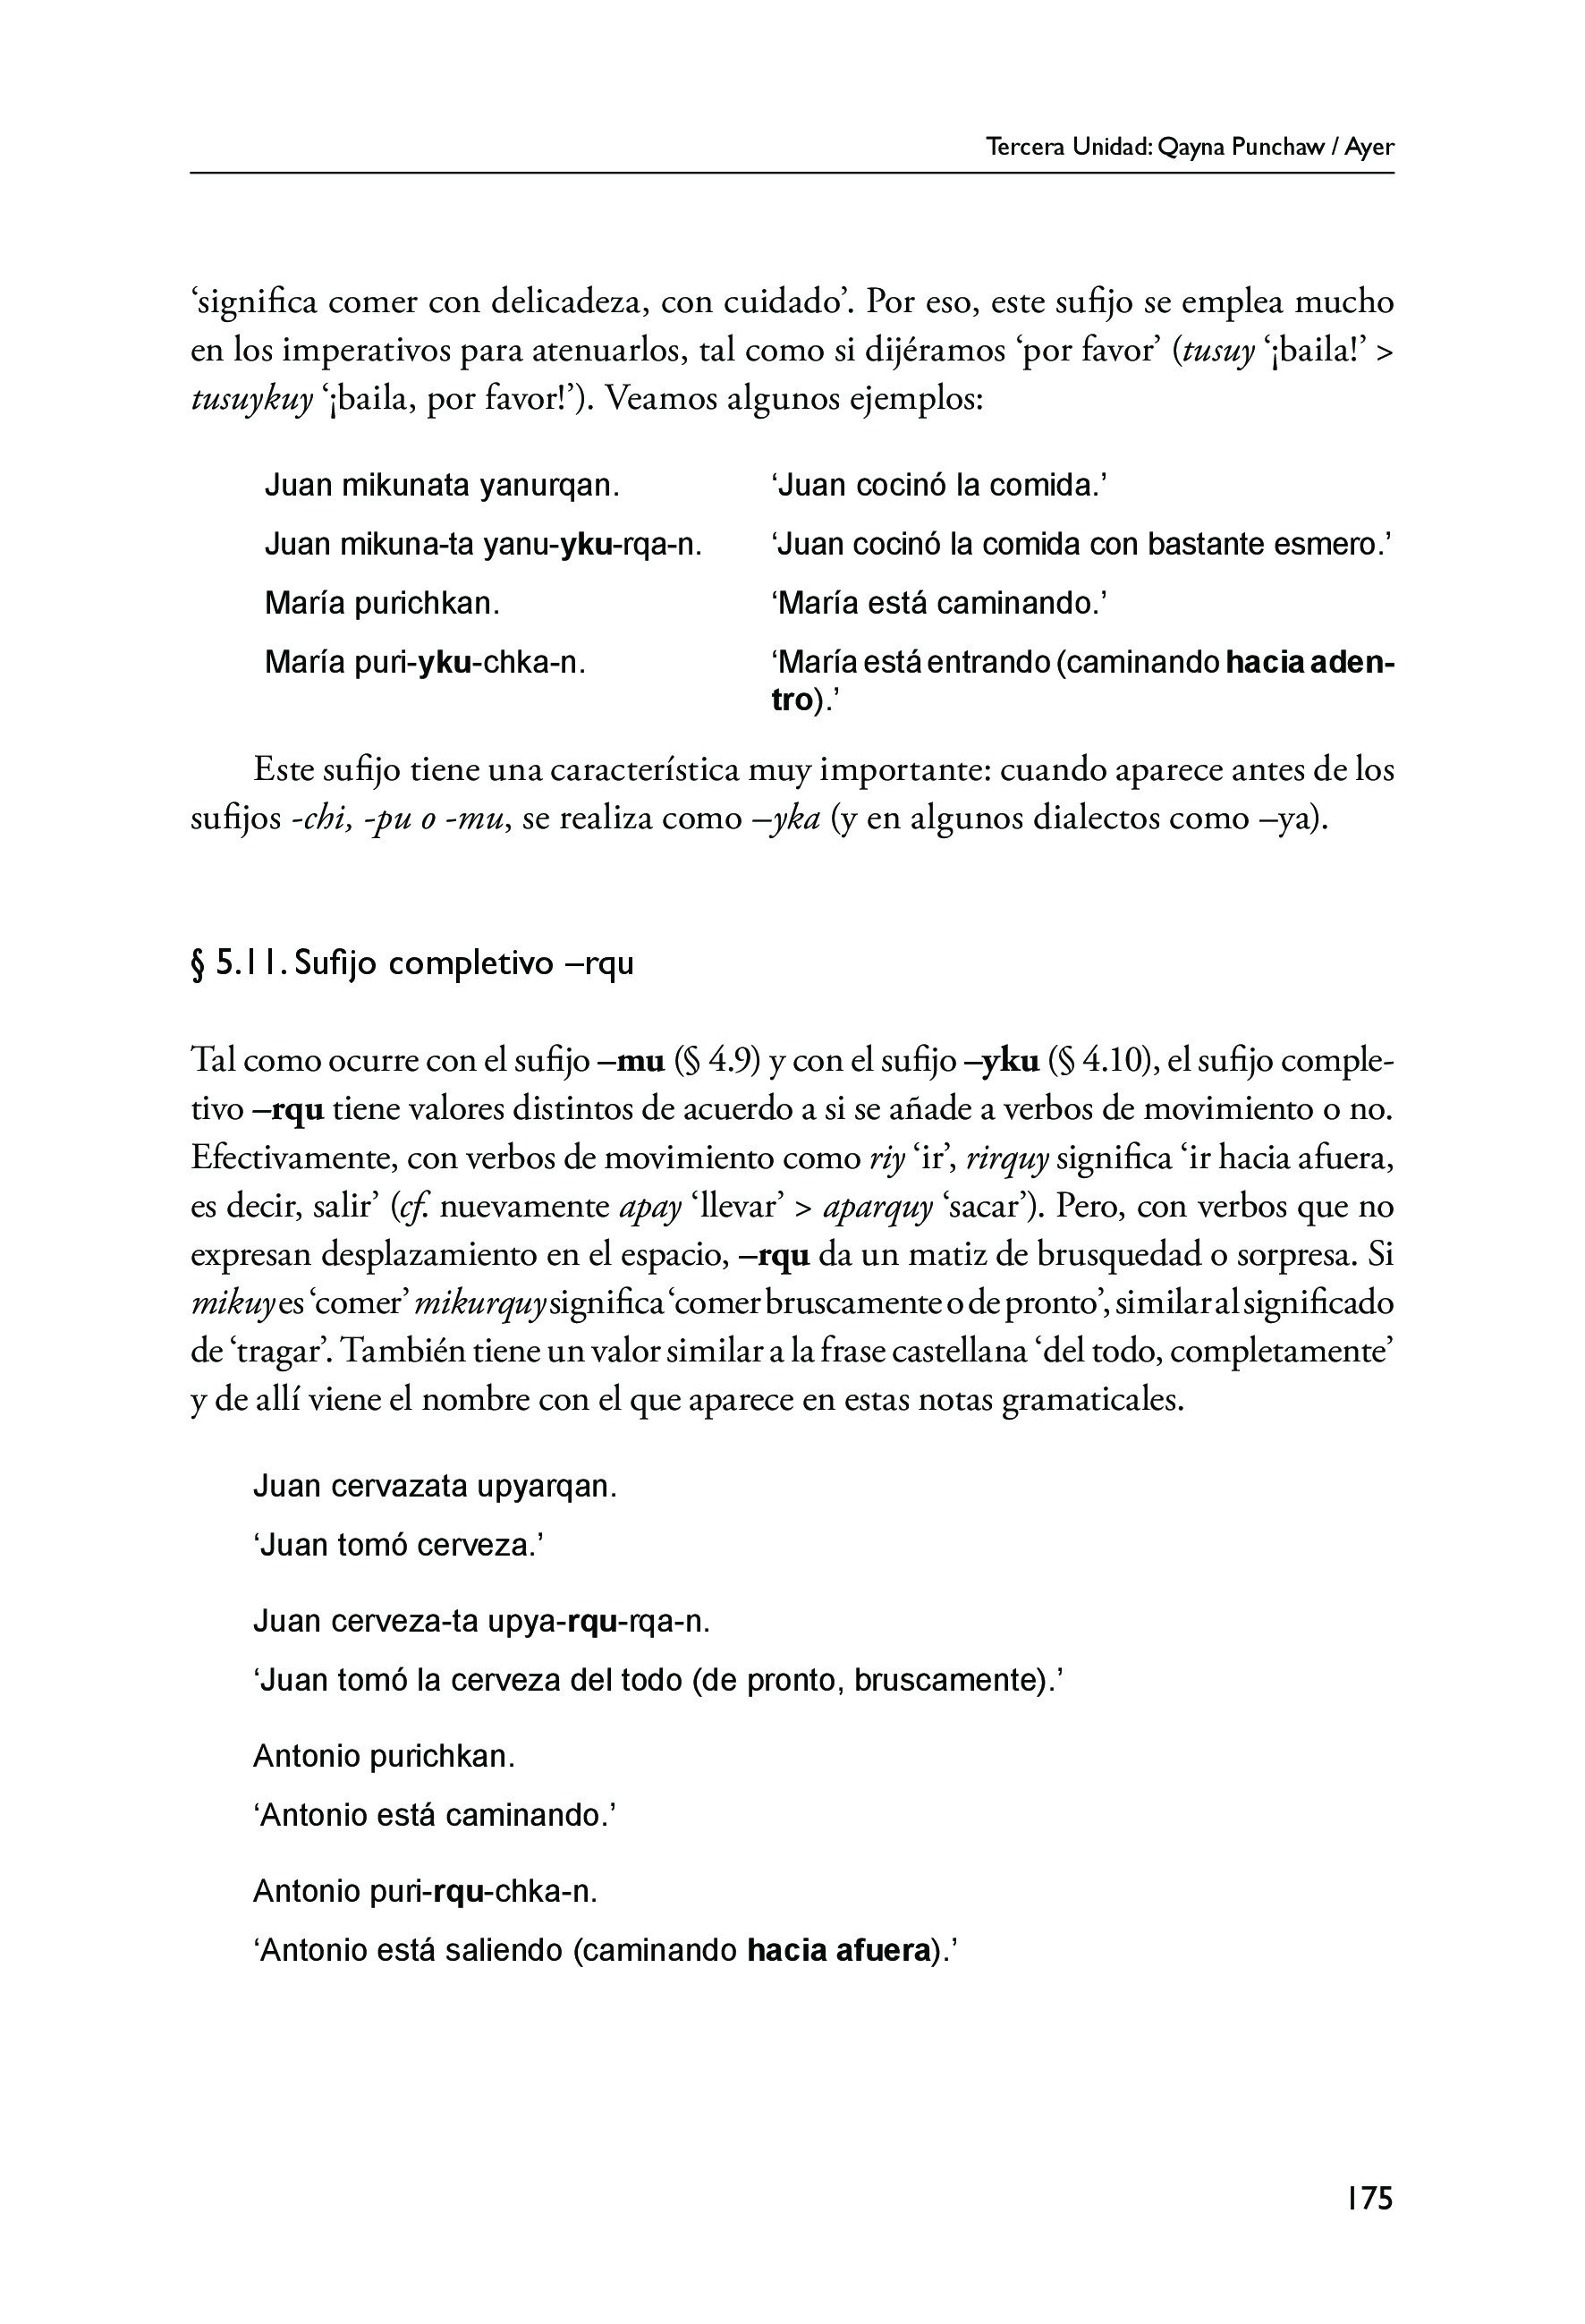 Tercera Unidad: Qayna Punchaw / Ayer
‘significa comer con delicadeza, con cuidado’. Por eso, este sufijo se emplea mucho
en los imperativos para atenuarlos, tal como si dijéramos ‘por favor’ (tusuy ‘¡baila!’ >
tusuykuy ‘¡baila, por favor!’). Veamos algunos ejemplos:
Juan mikunata yanurqan. ‘Juan cocinó la comida.’
Juan mikuna-ta yanu-yku-rqa-n. ‘Juan cocinó la comida con bastante esmero.’
María purichkan. ‘María está caminando.’
María puri-yku-chka-n. ‘María está entrando (caminando hacia aden-
tro).’
Este sufijo tiene una característica muy importante: cuando aparece antes de los
sufijos -chi, -pu o -mu, se realiza como –yka (y en algunos dialectos como –ya).
§ 5.11. Sufijo completivo –rqu
Tal como ocurre con el sufijo –mu (§ 4.9) y con el sufijo –yku (§ 4.10), el sufijo comple-
tivo –rqu tiene valores distintos de acuerdo a si se añade a verbos de movimiento o no.
Efectivamente, con verbos de movimiento como riy ‘ir’, rirquy significa ‘ir hacia afuera,
es decir, salir’ (cf. nuevamente apay ‘llevar’ > aparquy ‘sacar’). Pero, con verbos que no
expresan desplazamiento en el espacio, –rqu da un matiz de brusquedad o sorpresa. Si
mikuy es ‘comer’ mikurquy significa ‘comer bruscamente o de pronto’, similar al significado
de ‘tragar’. También tiene un valor similar a la frase castellana ‘del todo, completamente’
y de allí viene el nombre con el que aparece en estas notas gramaticales.
Juan cervazata upyarqan.
‘Juan tomó cerveza.’
Juan cerveza-ta upya-rqu-rqa-n.
‘Juan tomó la cerveza del todo (de pronto, bruscamente).’
Antonio purichkan.
‘Antonio está caminando.’
Antonio puri-rqu-chka-n.
‘Antonio está saliendo (caminando hacia afuera).’
175